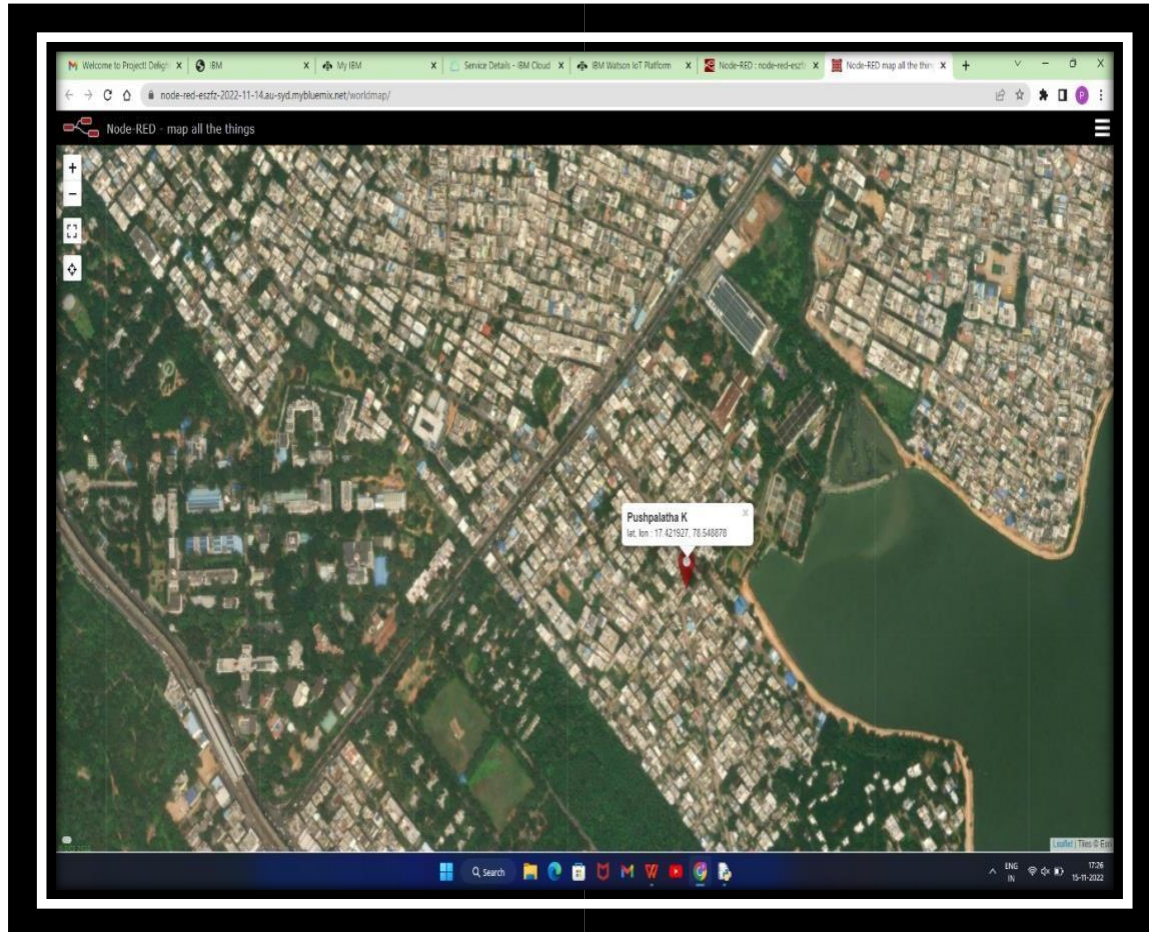 Welcome to Project! Deligh
IBM
My IBM
Service Details - IBM Cloud
IBM Watson IoT Platform
Node-RED : node-red-eszf
Node-RED map all the thin
node-red-eszfz-2022-11-14.au-syd.mybluemix.net/worldmap/
P
Node-RED - map all the things
Pushpalatha K
lat, lon : 17.421927, 78.548878
Leaflet | Tiles © Esri
Search
ENG
IN
17:26
15-11-2022